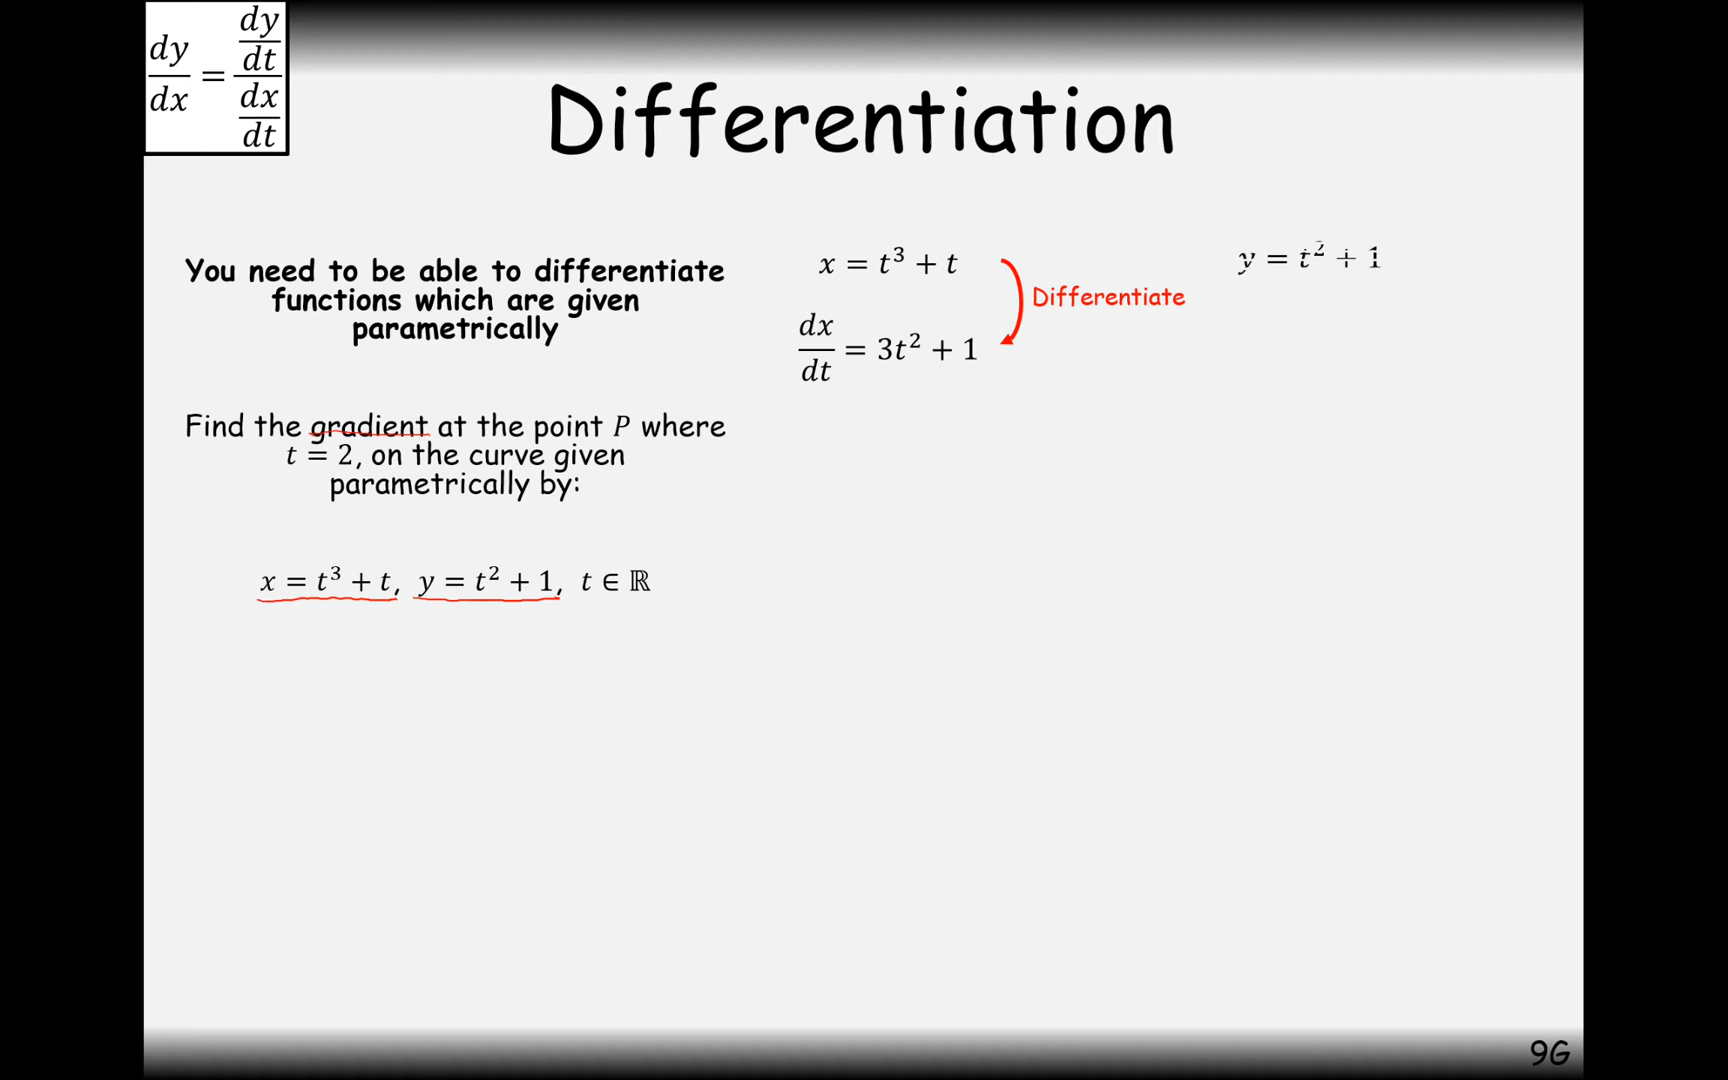 dy/dx = (dy/dt)/(dx/dt)
Differentiation
You need to be able to differentiate
functions which are given
parametrically
Find the gradient at the point P where
t = 2, on the curve given
parametrically by:
x = t³ + t, y = t² + 1, t ∈ ℝ
x = t³ + t
Differentiate
dx/dt = 3t² + 1
y = t² + 1
9G